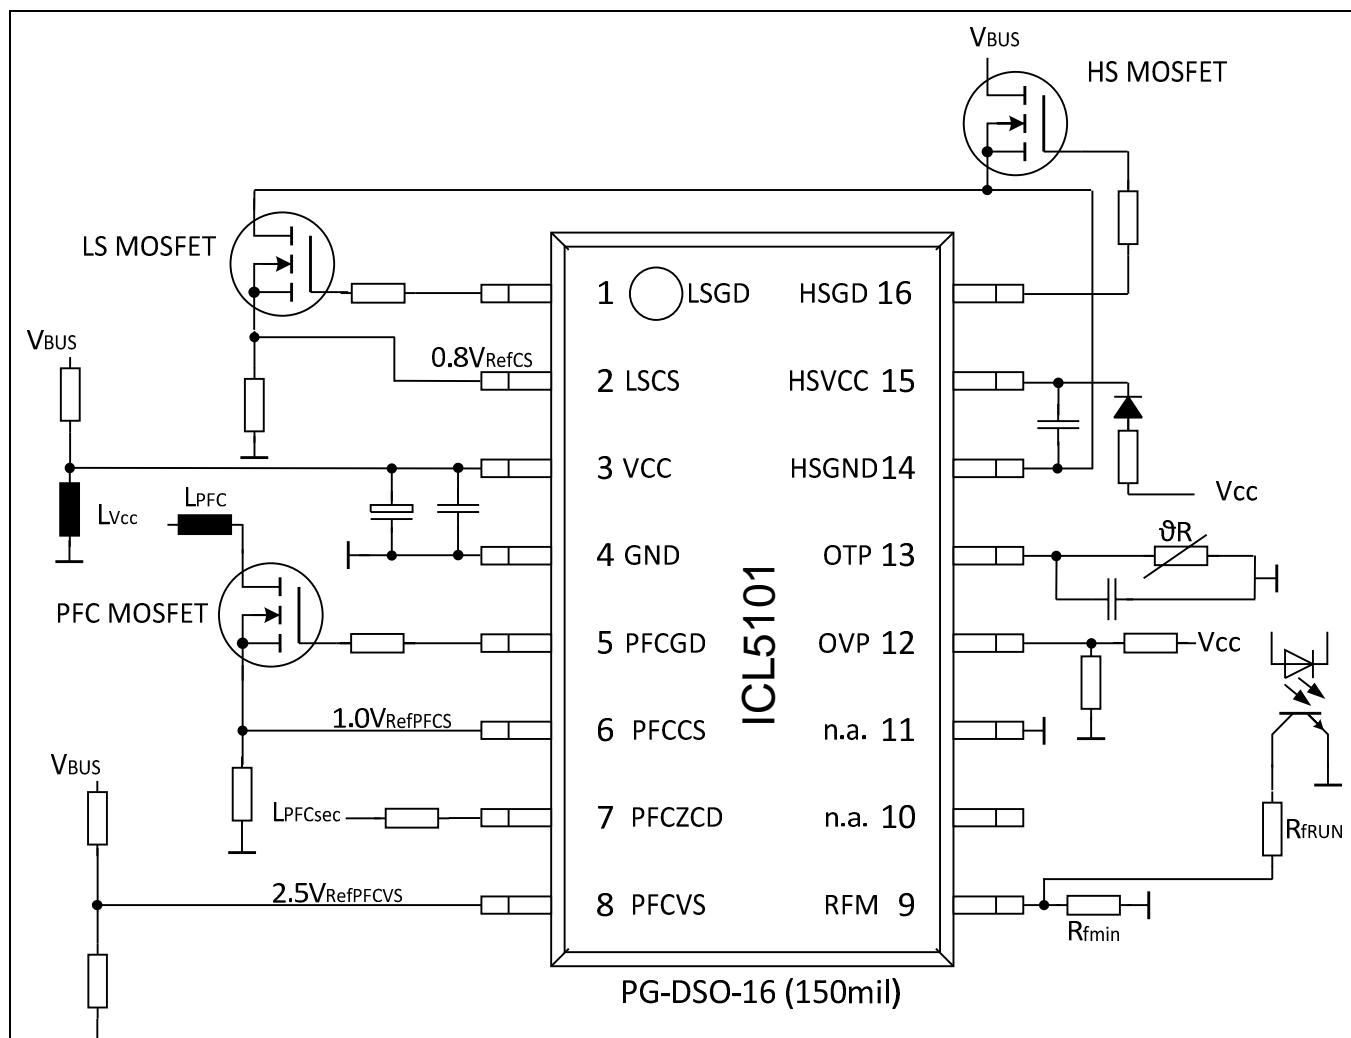 VBUS
HS MOSFET
LS MOSFET
1 LSGD HSGD 16
VBUS
0.8VRefCS
2 LSCS HSVCC 15
3 VCC HSGND 14
LPFC
LVcc
Vcc
ϑR
4 GND OTP 13
PFC MOSFET
5 PFCGD OVP 12
Vcc
ICL5101
1.0VRefPFCS
6 PFCCS n.a. 11
VBUS
LPFCsec
7 PFCZCD n.a. 10
RfRUN
2.5VRefPFCVS
8 PFCVS RFM 9
Rfmin
PG-DSO-16 (150mil)